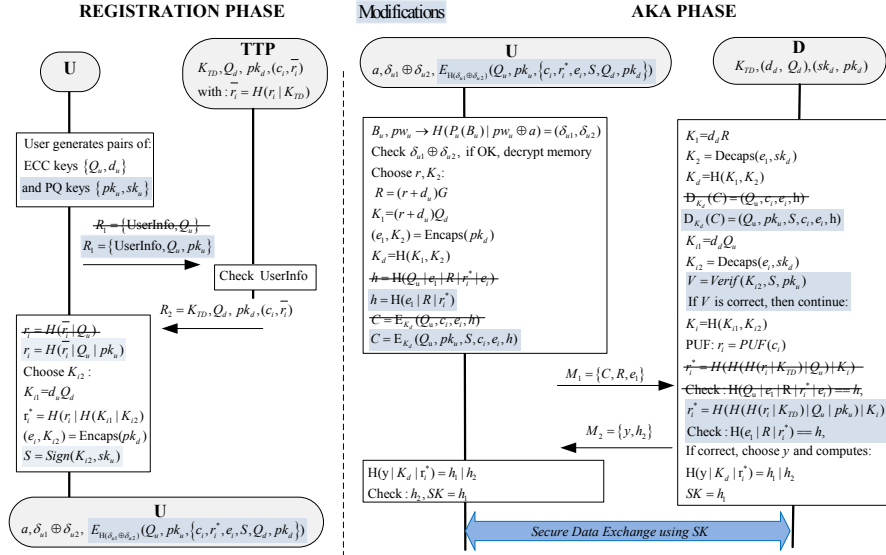 REGISTRATION PHASE
Modifications
AKA PHASE
U
TTP
K_TD, Q_d, pk_d, (c_i, r̅_i)
with : r̅_i = H(r_i | K_TD)
User generates pairs of:
ECC keys {Q_u, d_u}
and PQ keys {pk_u, sk_u}
R_1 = {UserInfo, Q_u}
R_1 = {UserInfo, Q_u, pk_u}
Check UserInfo
R_2 = K_TD, Q_d, pk_d, (c_i, r̅_i)
r_i = H(r̅_i | Q_u)
r_i = H(r̅_i | Q_u | pk_u)
Choose K_i2 :
K_i1 = d_u Q_d
r_i^* = H(r_i | H(K_i1 | K_i2)
(e_i, K_i2) = Encaps(pk_d)
S = Sign(K_i2, sk_u)
U
a, δ_u1 ⊕ δ_u2, E_H(δ_u1⊕δ_u2)(Q_u, pk_u, {c_i, r_i^*, e_i, S, Q_d, pk_d})
U
a, δ_u1 ⊕ δ_u2, E_H(δ_u1⊕δ_u2)(Q_u, pk_u, {c_i, r_i^*, e_i, S, Q_d, pk_d})
D
K_TD, (d_d, Q_d), (sk_d, pk_d)
B_u, pw_u → H(P_u(B_u) | pw_u ⊕ a) = (δ_u1, δ_u2)
Check δ_u1 ⊕ δ_u2, if OK, decrypt memory
Choose r, K_2:
R = (r + d_u)G
K_1 = (r + d_u)Q_d
(e_1, K_2) = Encaps(pk_d)
K_d = H(K_1, K_2)
h = H(Q_u | e_1 | R | r_i^* | e_i)
h = H(e_1 | R | r_i^*)
C = E_K_d(Q_u, c_i, e_i, h)
C = E_K_d(Q_u, pk_u, S, c_i, e_i, h)
M_1 = {C, R, e_1}
K_1 = d_d R
K_2 = Decaps(e_1, sk_d)
K_d = H(K_1, K_2)
D_K_d(C) = (Q_u, c_i, e_i, h)
D_K_d(C) = (Q_u, pk_u, S, c_i, e_i, h)
K_i1 = d_d Q_u
K_i2 = Decaps(e_i, sk_d)
V = Verif(K_i2, S, pk_u)
If V is correct, then continue:
K_i = H(K_i1, K_i2)
PUF: r_i = PUF(c_i)
r_i^* = H(H(H(r_i | K_TD) | Q_u) | K_i)
Check : H(Q_u | e_1 | R | r_i^* | e_i) == h,
r_i^* = H(H(H(r_i | K_TD) | Q_u | pk_u) | K_i)
Check : H(e_1 | R | r_i^*) == h,
If correct, choose y and computes:
H(y | K_d | r_i^*) = h_1 | h_2
SK = h_1
M_2 = {y, h_2}
H(y | K_d | r_i^*) = h_1 | h_2
Check : h_2, SK = h_1
Secure Data Exchange using SK